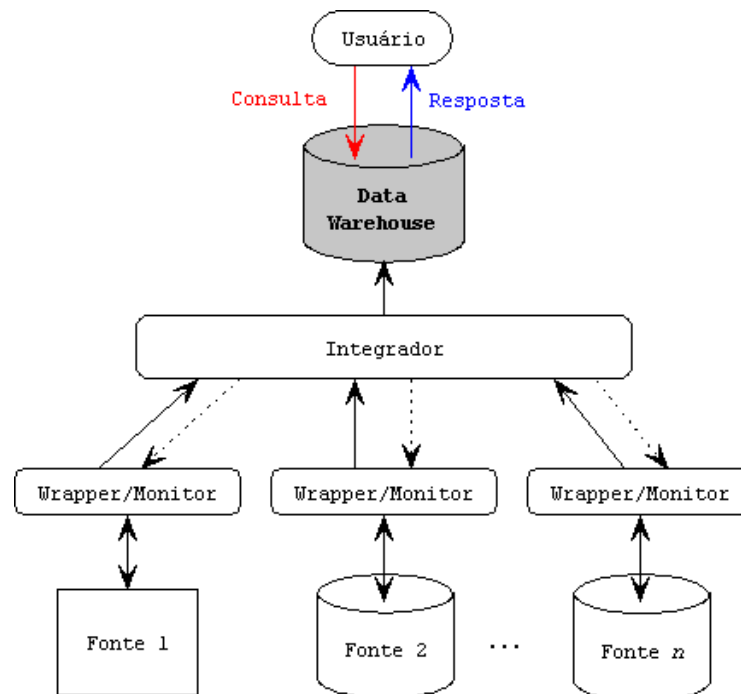 Usuário
Consulta
Resposta
Data
Warehouse
Integrador
Wrapper/Monitor
Wrapper/Monitor
Wrapper/Monitor
Fonte 1
Fonte 2
...
Fonte n